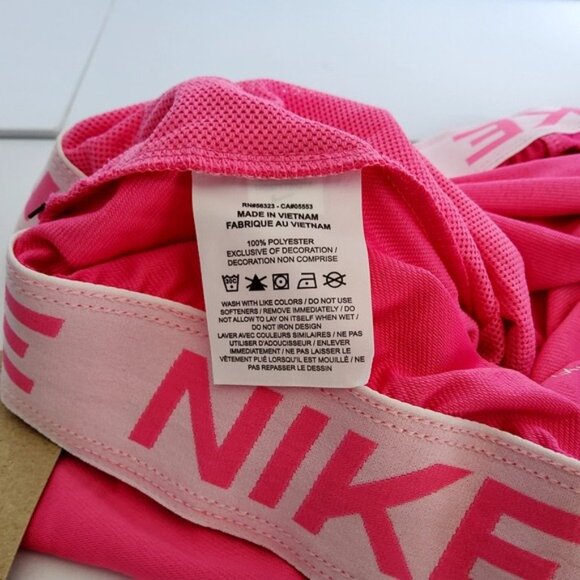 RN#56323 - CA#05553
MADE IN VIETNAM
FABRIQUE AU VIETNAM
100% POLYESTER
EXCLUSIVE OF DECORATION /
DECORATION NON COMPRISE
WASH WITH LIKE COLORS / DO NOT USE
SOFTENERS / REMOVE IMMEDIATELY / DO
NOT ALLOW TO LAY ON ITSELF WHEN WET /
DO NOT IRON DESIGN
LAVER AVEC COULEURS SIMILAIRES / NE PAS
UTILISER D'ADOUCISSEUR / ENLEVER
IMMÉDIATEMENT / NE PAS LAISSER LE
VÊTEMENT PLIÉ LORSQU'IL EST MOUILLÉ / NE
PAS REPASSER LE DESSIN
NIKE